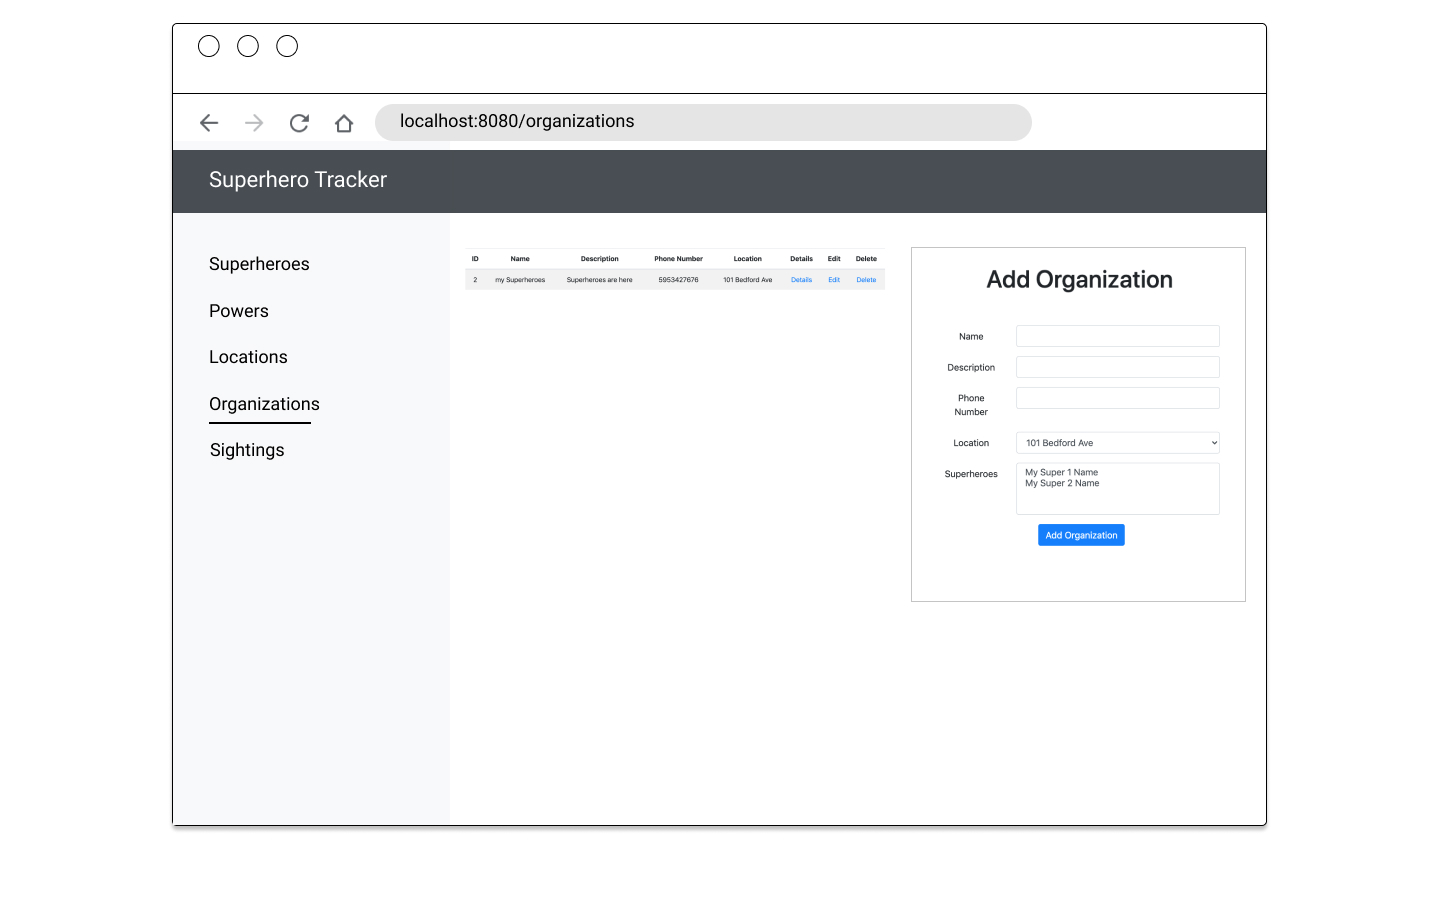 localhost:8080/organizations
Superhero Tracker
Superheroes
Powers
Locations
Organizations
Sightings
ID Name Description Phone Number Location Details Edit Delete
2 my Superheroes Superheroes are here 5953427676 101 Bedford Ave Details Edit Delete
Add Organization
Name
Description
Phone
Number
Location 101 Bedford Ave
Superheroes My Super 1 Name
My Super 2 Name
Add Organization